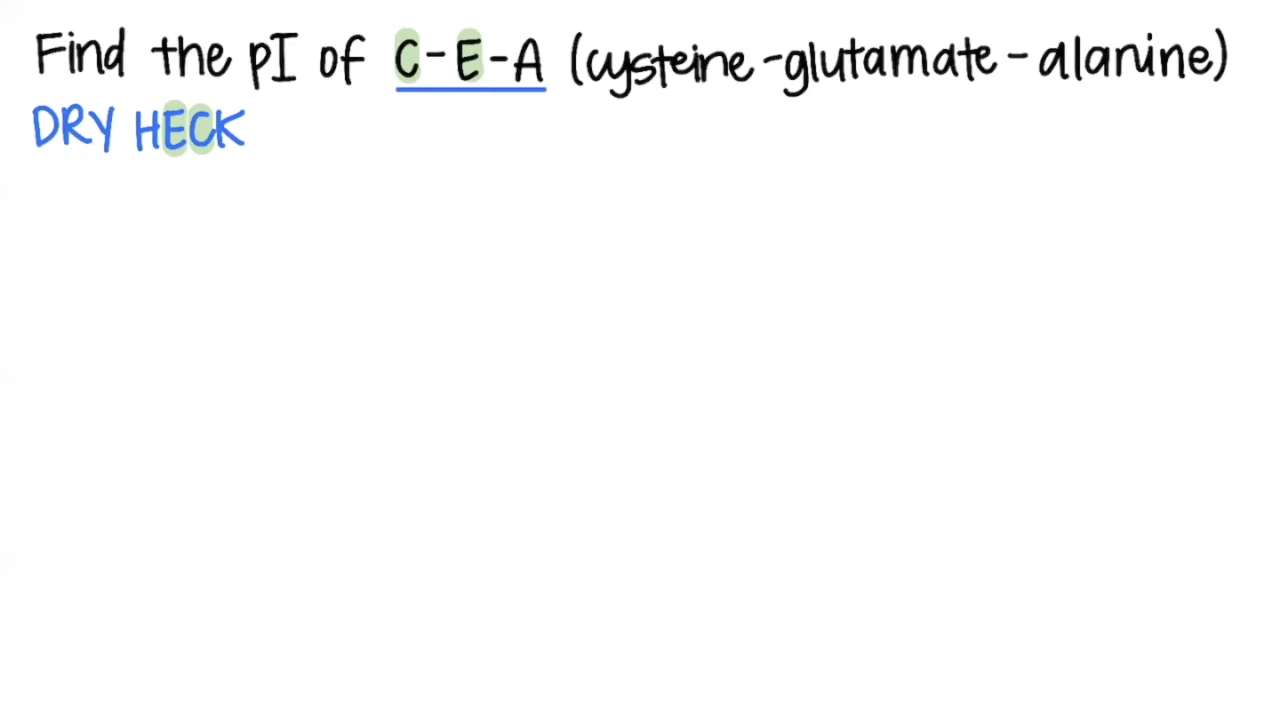 Find the pI of C-E-A (cysteine-glutamate-alanine)
DRY HECK